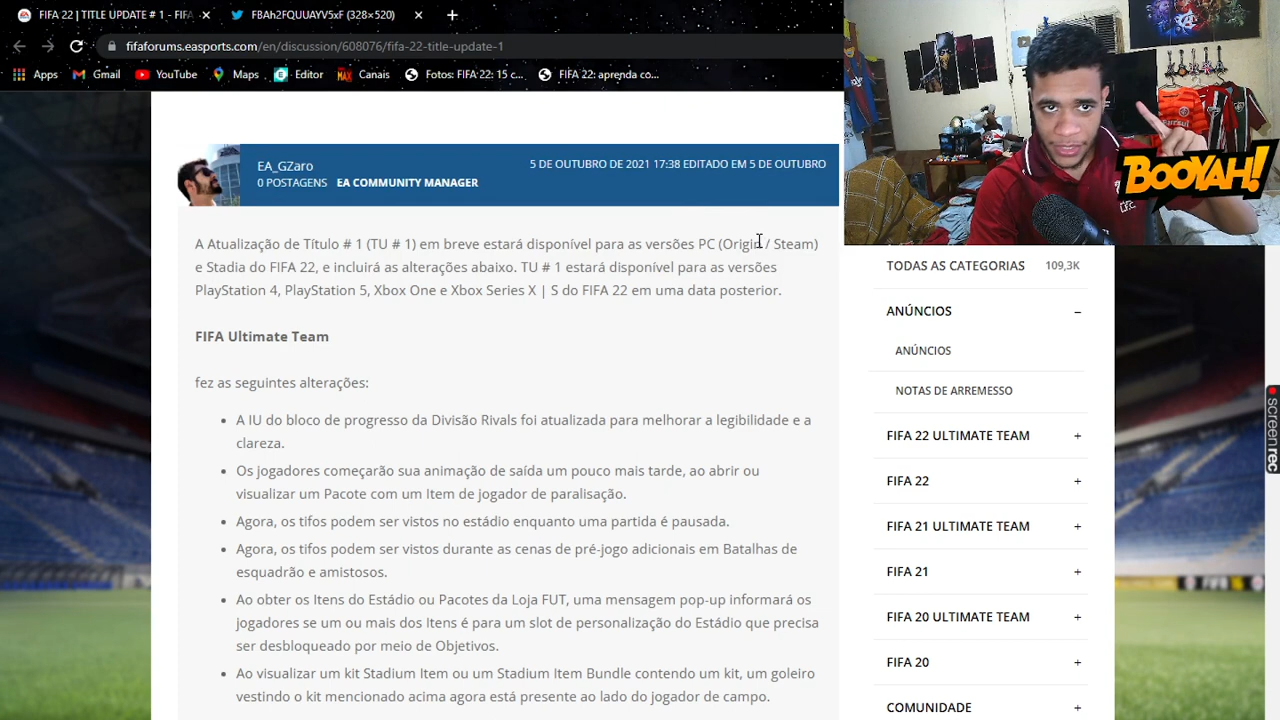 FIFA 22 | TITLE UPDATE # 1 - FIFA
FBAh2FQUUAYV5xF (328×520)
fifaforums.easports.com/en/discussion/608076/fifa-22-title-update-1
Apps
Gmail
YouTube
Maps
Editor
MAX
Canais
Fotos: FIFA 22: 15 c...
FIFA 22: aprenda co...
EA_GZaro
5 DE OUTUBRO DE 2021 17:38 EDITADO EM 5 DE OUTUBRO
0 POSTAGENS EA COMMUNITY MANAGER
A Atualização de Título # 1 (TU # 1) em breve estará disponível para as versões PC (Origin / Steam)
e Stadia do FIFA 22, e incluirá as alterações abaixo. TU # 1 estará disponível para as versões
PlayStation 4, PlayStation 5, Xbox One e Xbox Series X | S do FIFA 22 em uma data posterior.
FIFA Ultimate Team
fez as seguintes alterações:
• A IU do bloco de progresso da Divisão Rivals foi atualizada para melhorar a legibilidade e a
clareza.
• Os jogadores começarão sua animação de saída um pouco mais tarde, ao abrir ou
visualizar um Pacote com um Item de jogador de paralisação.
• Agora, os tifos podem ser vistos no estádio enquanto uma partida é pausada.
• Agora, os tifos podem ser vistos durante as cenas de pré-jogo adicionais em Batalhas de
esquadrão e amistosos.
• Ao obter os Itens do Estádio ou Pacotes da Loja FUT, uma mensagem pop-up informará os
jogadores se um ou mais dos Itens é para um slot de personalização do Estádio que precisa
ser desbloqueado por meio de Objetivos.
• Ao visualizar um kit Stadium Item ou um Stadium Item Bundle contendo um kit, um goleiro
vestindo o kit mencionado acima agora está presente ao lado do jogador de campo.
BOOYAH!
TODAS AS CATEGORIAS 109,3K
ANÚNCIOS –
ANÚNCIOS
NOTAS DE ARREMESSO
FIFA 22 ULTIMATE TEAM +
FIFA 22 +
FIFA 21 ULTIMATE TEAM +
FIFA 21 +
FIFA 20 ULTIMATE TEAM +
FIFA 20 +
COMUNIDADE +
screenrec